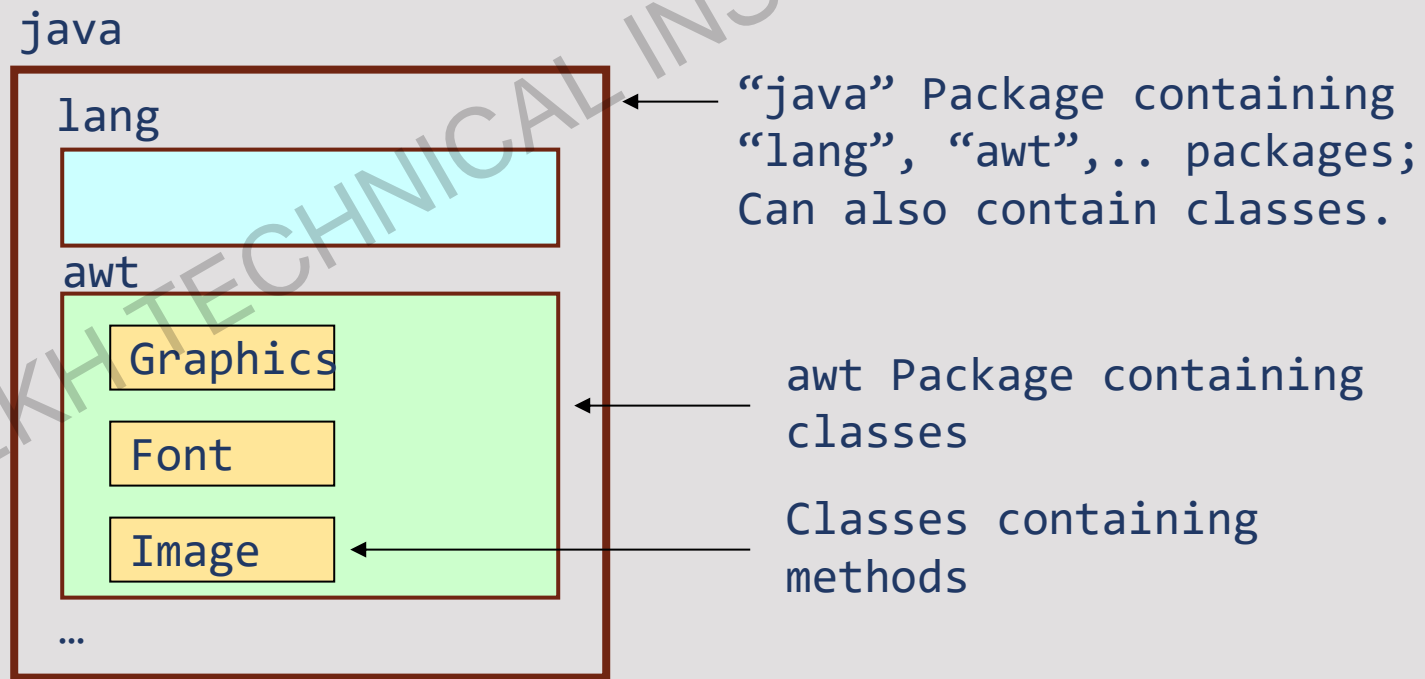 java
lang
awt
Graphics
Font
Image
…
“java” Package containing
“lang”, “awt”,.. packages;
Can also contain classes.
awt Package containing
classes
Classes containing
methods
TECHNICAL